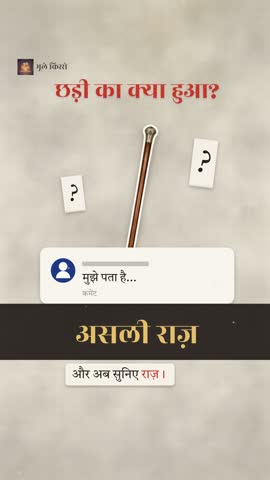 भूले किस्से
छड़ी का क्या हुआ?
?
?
मुझे पता है...
कमेंट
असली राज़
और अब सुनिए राज़।